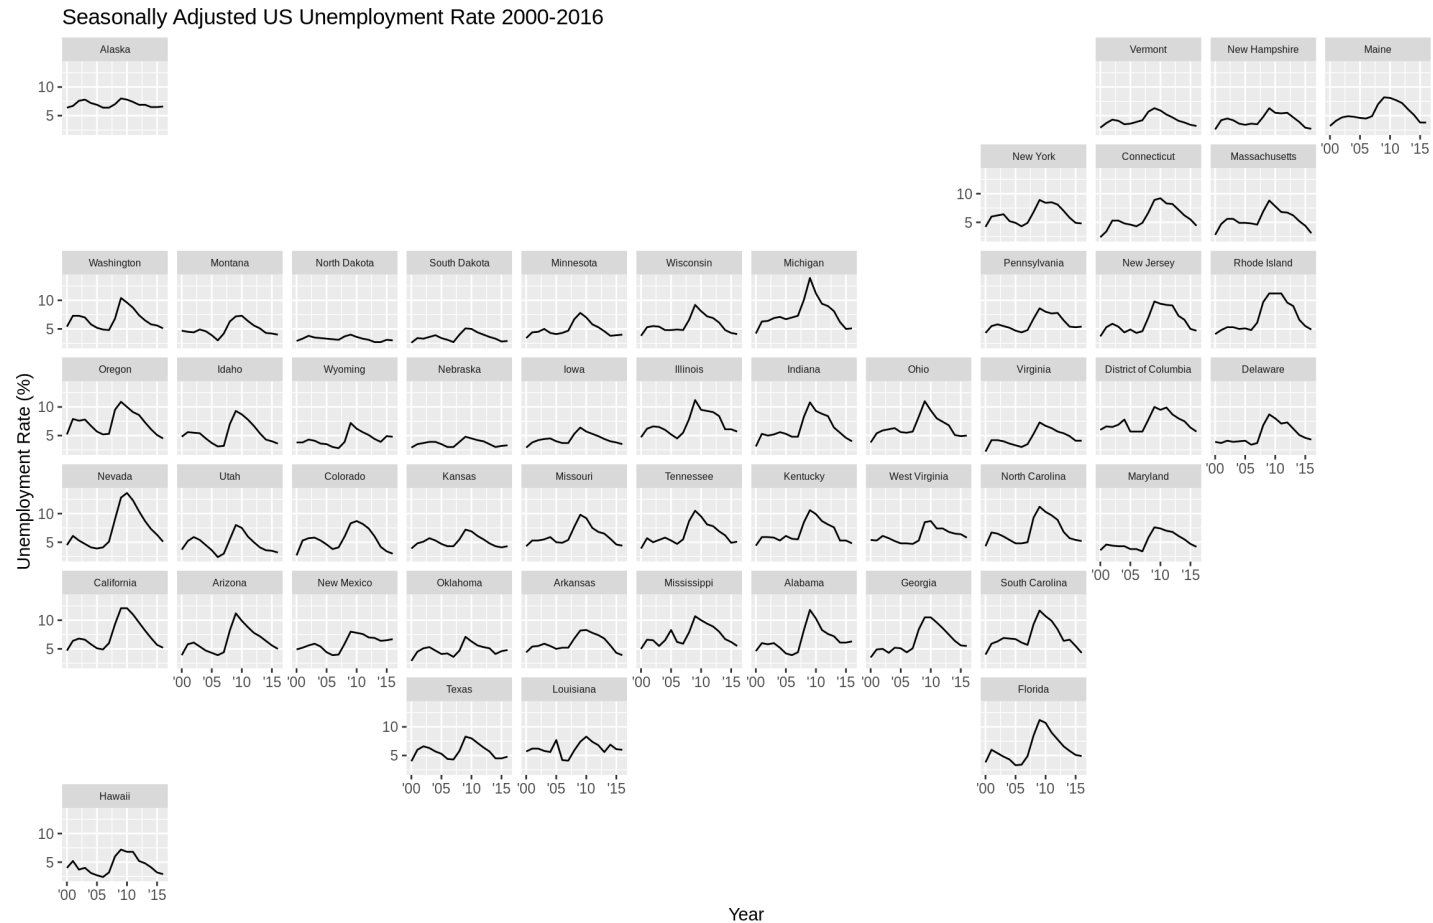 Seasonally Adjusted US Unemployment Rate 2000-2016
Alaska
Vermont
New Hampshire
Maine
10
5
'00 '05 '10 '15
New York
Connecticut
Massachusetts
10
5
Washington
Montana
North Dakota
South Dakota
Minnesota
Wisconsin
Michigan
Pennsylvania
New Jersey
Rhode Island
10
5
Oregon
Idaho
Wyoming
Nebraska
Iowa
Illinois
Indiana
Ohio
Virginia
District of Columbia
Delaware
10
5
'00 '05 '10 '15
Nevada
Utah
Colorado
Kansas
Missouri
Tennessee
Kentucky
West Virginia
North Carolina
Maryland
10
5
'00 '05 '10 '15
California
Arizona
New Mexico
Oklahoma
Arkansas
Mississippi
Alabama
Georgia
South Carolina
10
5
'00 '05 '10 '15
'00 '05 '10 '15
'00 '05 '10 '15
'00 '05 '10 '15
'00 '05 '10 '15
Texas
Louisiana
Florida
10
5
'00 '05 '10 '15
'00 '05 '10 '15
'00 '05 '10 '15
Hawaii
10
5
'00 '05 '10 '15
Unemployment Rate (%)
Year